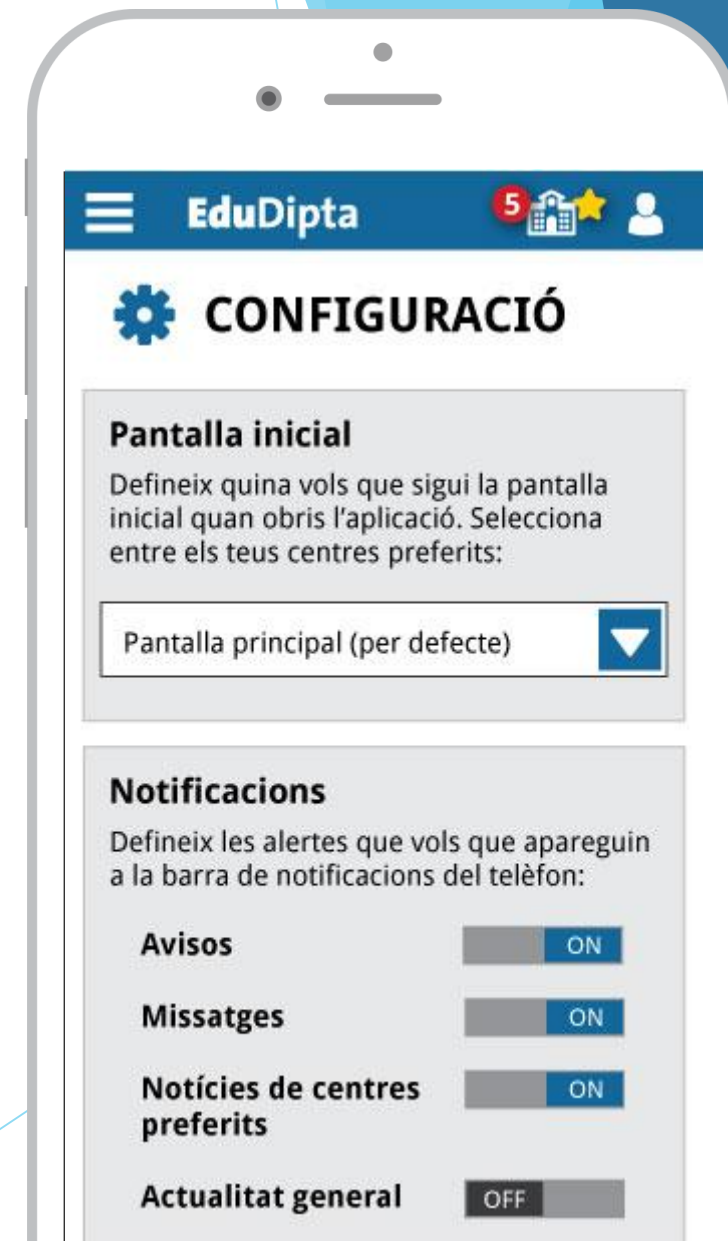 EduDipta
5
CONFIGURACIÓ
Pantalla inicial
Defineix quina vols que sigui la pantalla
inicial quan obris l'aplicació. Selecciona
entre els teus centres preferits:
Pantalla principal (per defecte)
Notificacions
Defineix les alertes que vols que apareguin
a la barra de notificacions del telèfon:
Avisos ON
Missatges ON
Notícies de centres ON
preferits
Actualitat general OFF